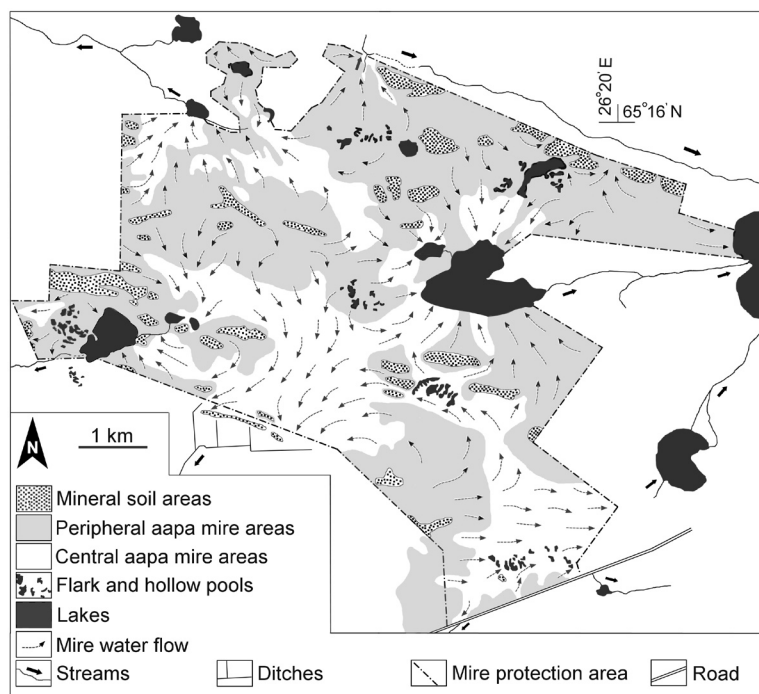 26°20´ E
65°16´ N
N
1 km
Mineral soil areas
Peripheral aapa mire areas
Central aapa mire areas
Flark and hollow pools
Lakes
Mire water flow
Streams
Ditches
Mire protection area
Road